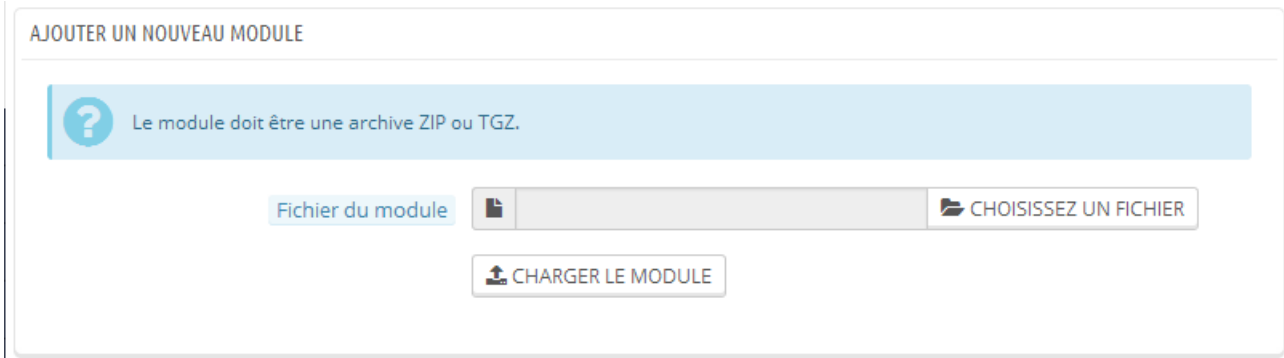 AJOUTER UN NOUVEAU MODULE
Le module doit être une archive ZIP ou TGZ.
Fichier du module
CHOISISSEZ UN FICHIER
CHARGER LE MODULE